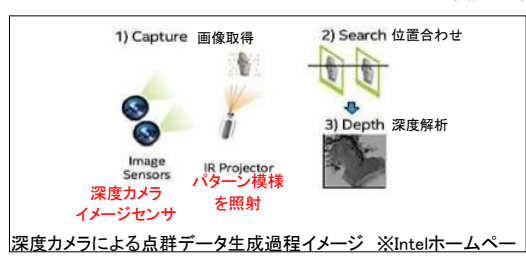 1) Capture 画像取得
2) Search 位置合わせ
3) Depth 深度解析
Image
Sensors
深度カメラ
イメージセンサ
IR Projector
パターン模様
を照射
深度カメラによる点群データ生成過程イメージ ※Intelホームペー